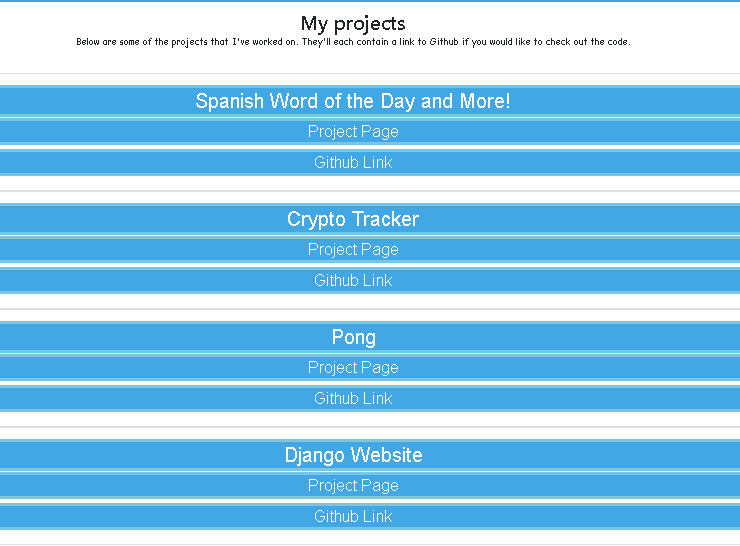 My projects
Below are some of the projects that I've worked on. They'll each contain a link to Github if you would like to check out the code.
Spanish Word of the Day and More!
Project Page
Github Link
Crypto Tracker
Project Page
Github Link
Pong
Project Page
Github Link
Django Website
Project Page
Github Link